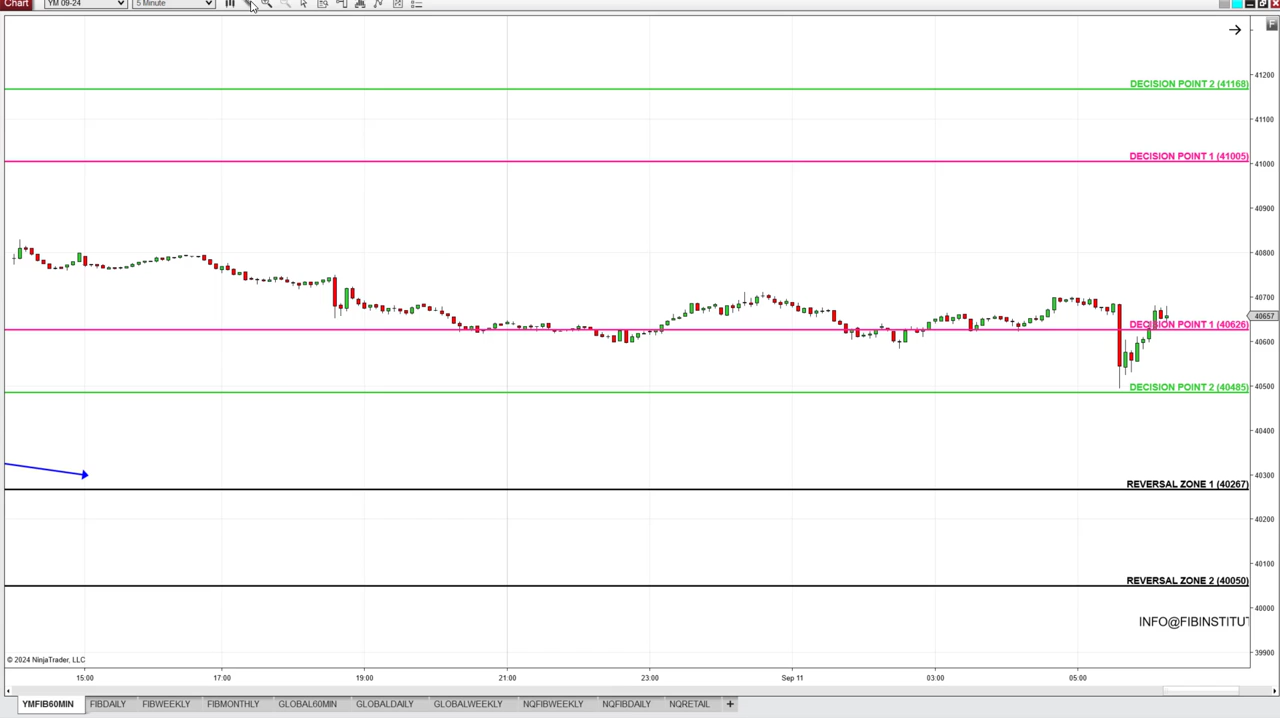 Chart YM 09-24 5 Minute
F
41200
DECISION POINT 2 (41168)
41100
DECISION POINT 1 (41005)
41000
40900
40800
40700
DECISION POINT 1 (40626)
40657
40600
DECISION POINT 2 (40485)
40500
40400
40300
REVERSAL ZONE 1 (40267)
40200
40100
REVERSAL ZONE 2 (40050)
40000
INFO@FIBINSTITUT
39900
© 2024 NinjaTrader, LLC
15:00 17:00 19:00 21:00 23:00 Sep 11 03:00 05:00
YMFIB60MIN FIBDAILY FIBWEEKLY FIBMONTHLY GLOBAL60MIN GLOBALDAILY GLOBALWEEKLY NQFIBWEEKLY NQFIBDAILY NQRETAIL +